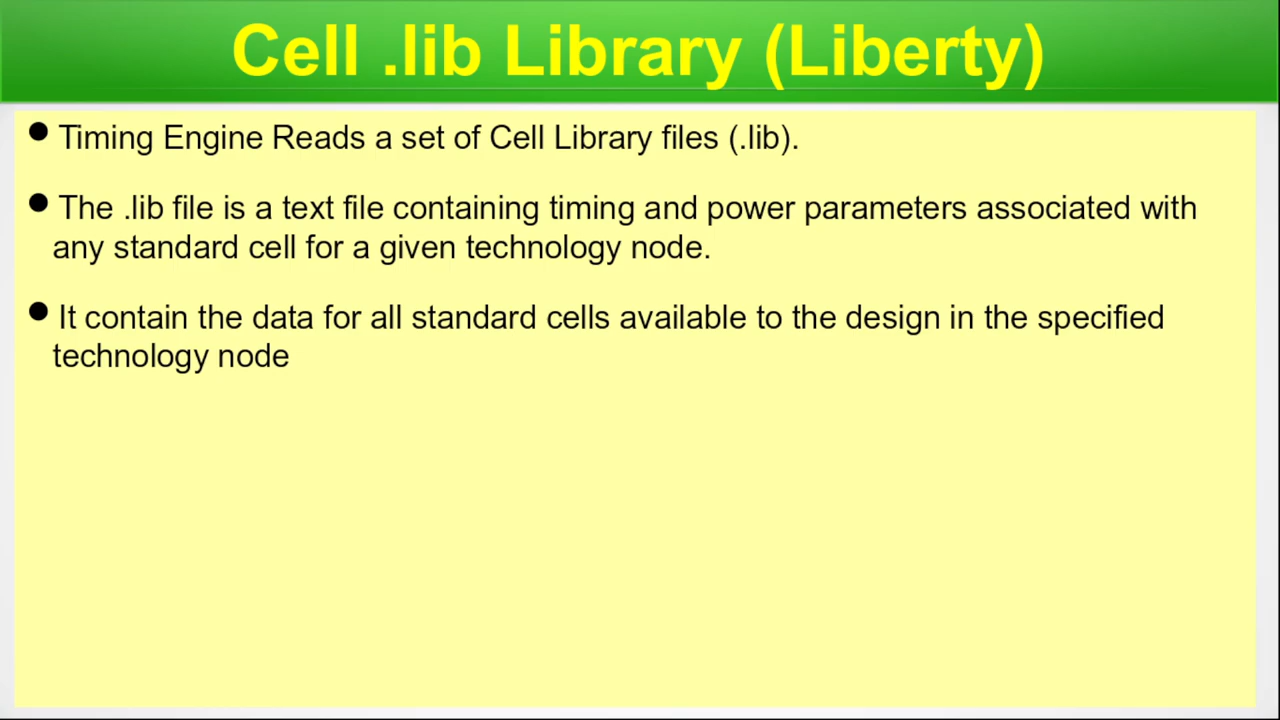 Cell .lib Library (Liberty)
● Timing Engine Reads a set of Cell Library files (.lib).
● The .lib file is a text file containing timing and power parameters associated with
any standard cell for a given technology node.
● It contain the data for all standard cells available to the design in the specified
technology node